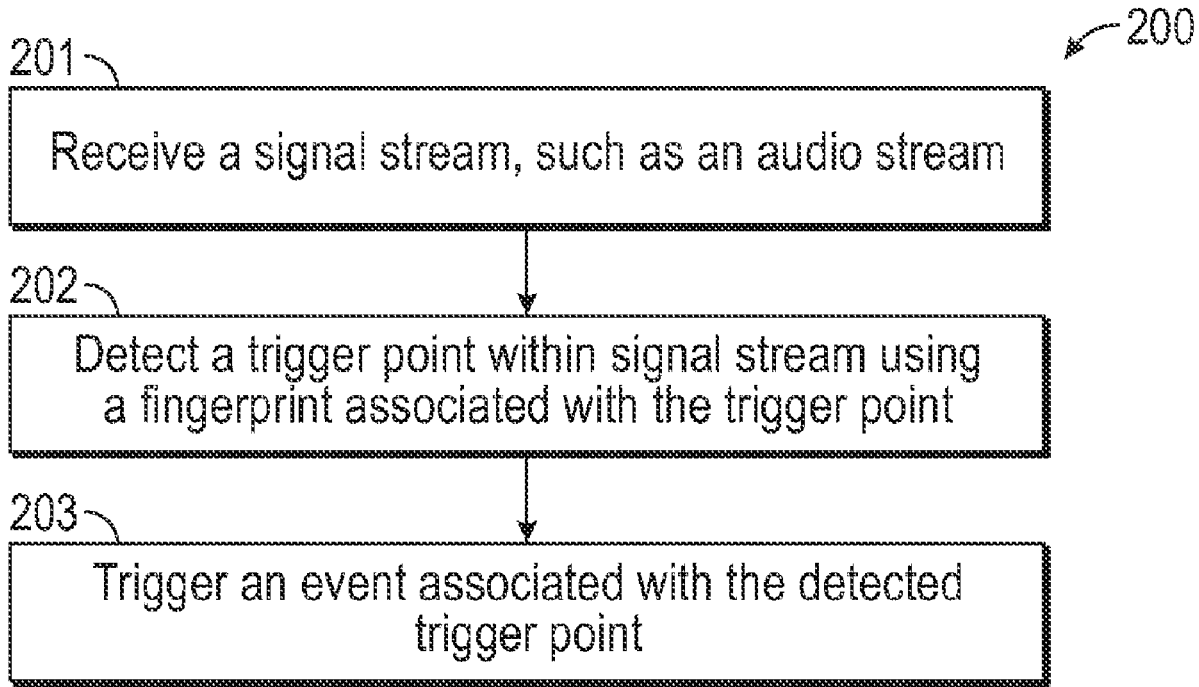 200
201
Receive a signal stream, such as an audio stream
202
Detect a trigger point within signal stream using
a fingerprint associated with the trigger point
203
Trigger an event associated with the detected
trigger point